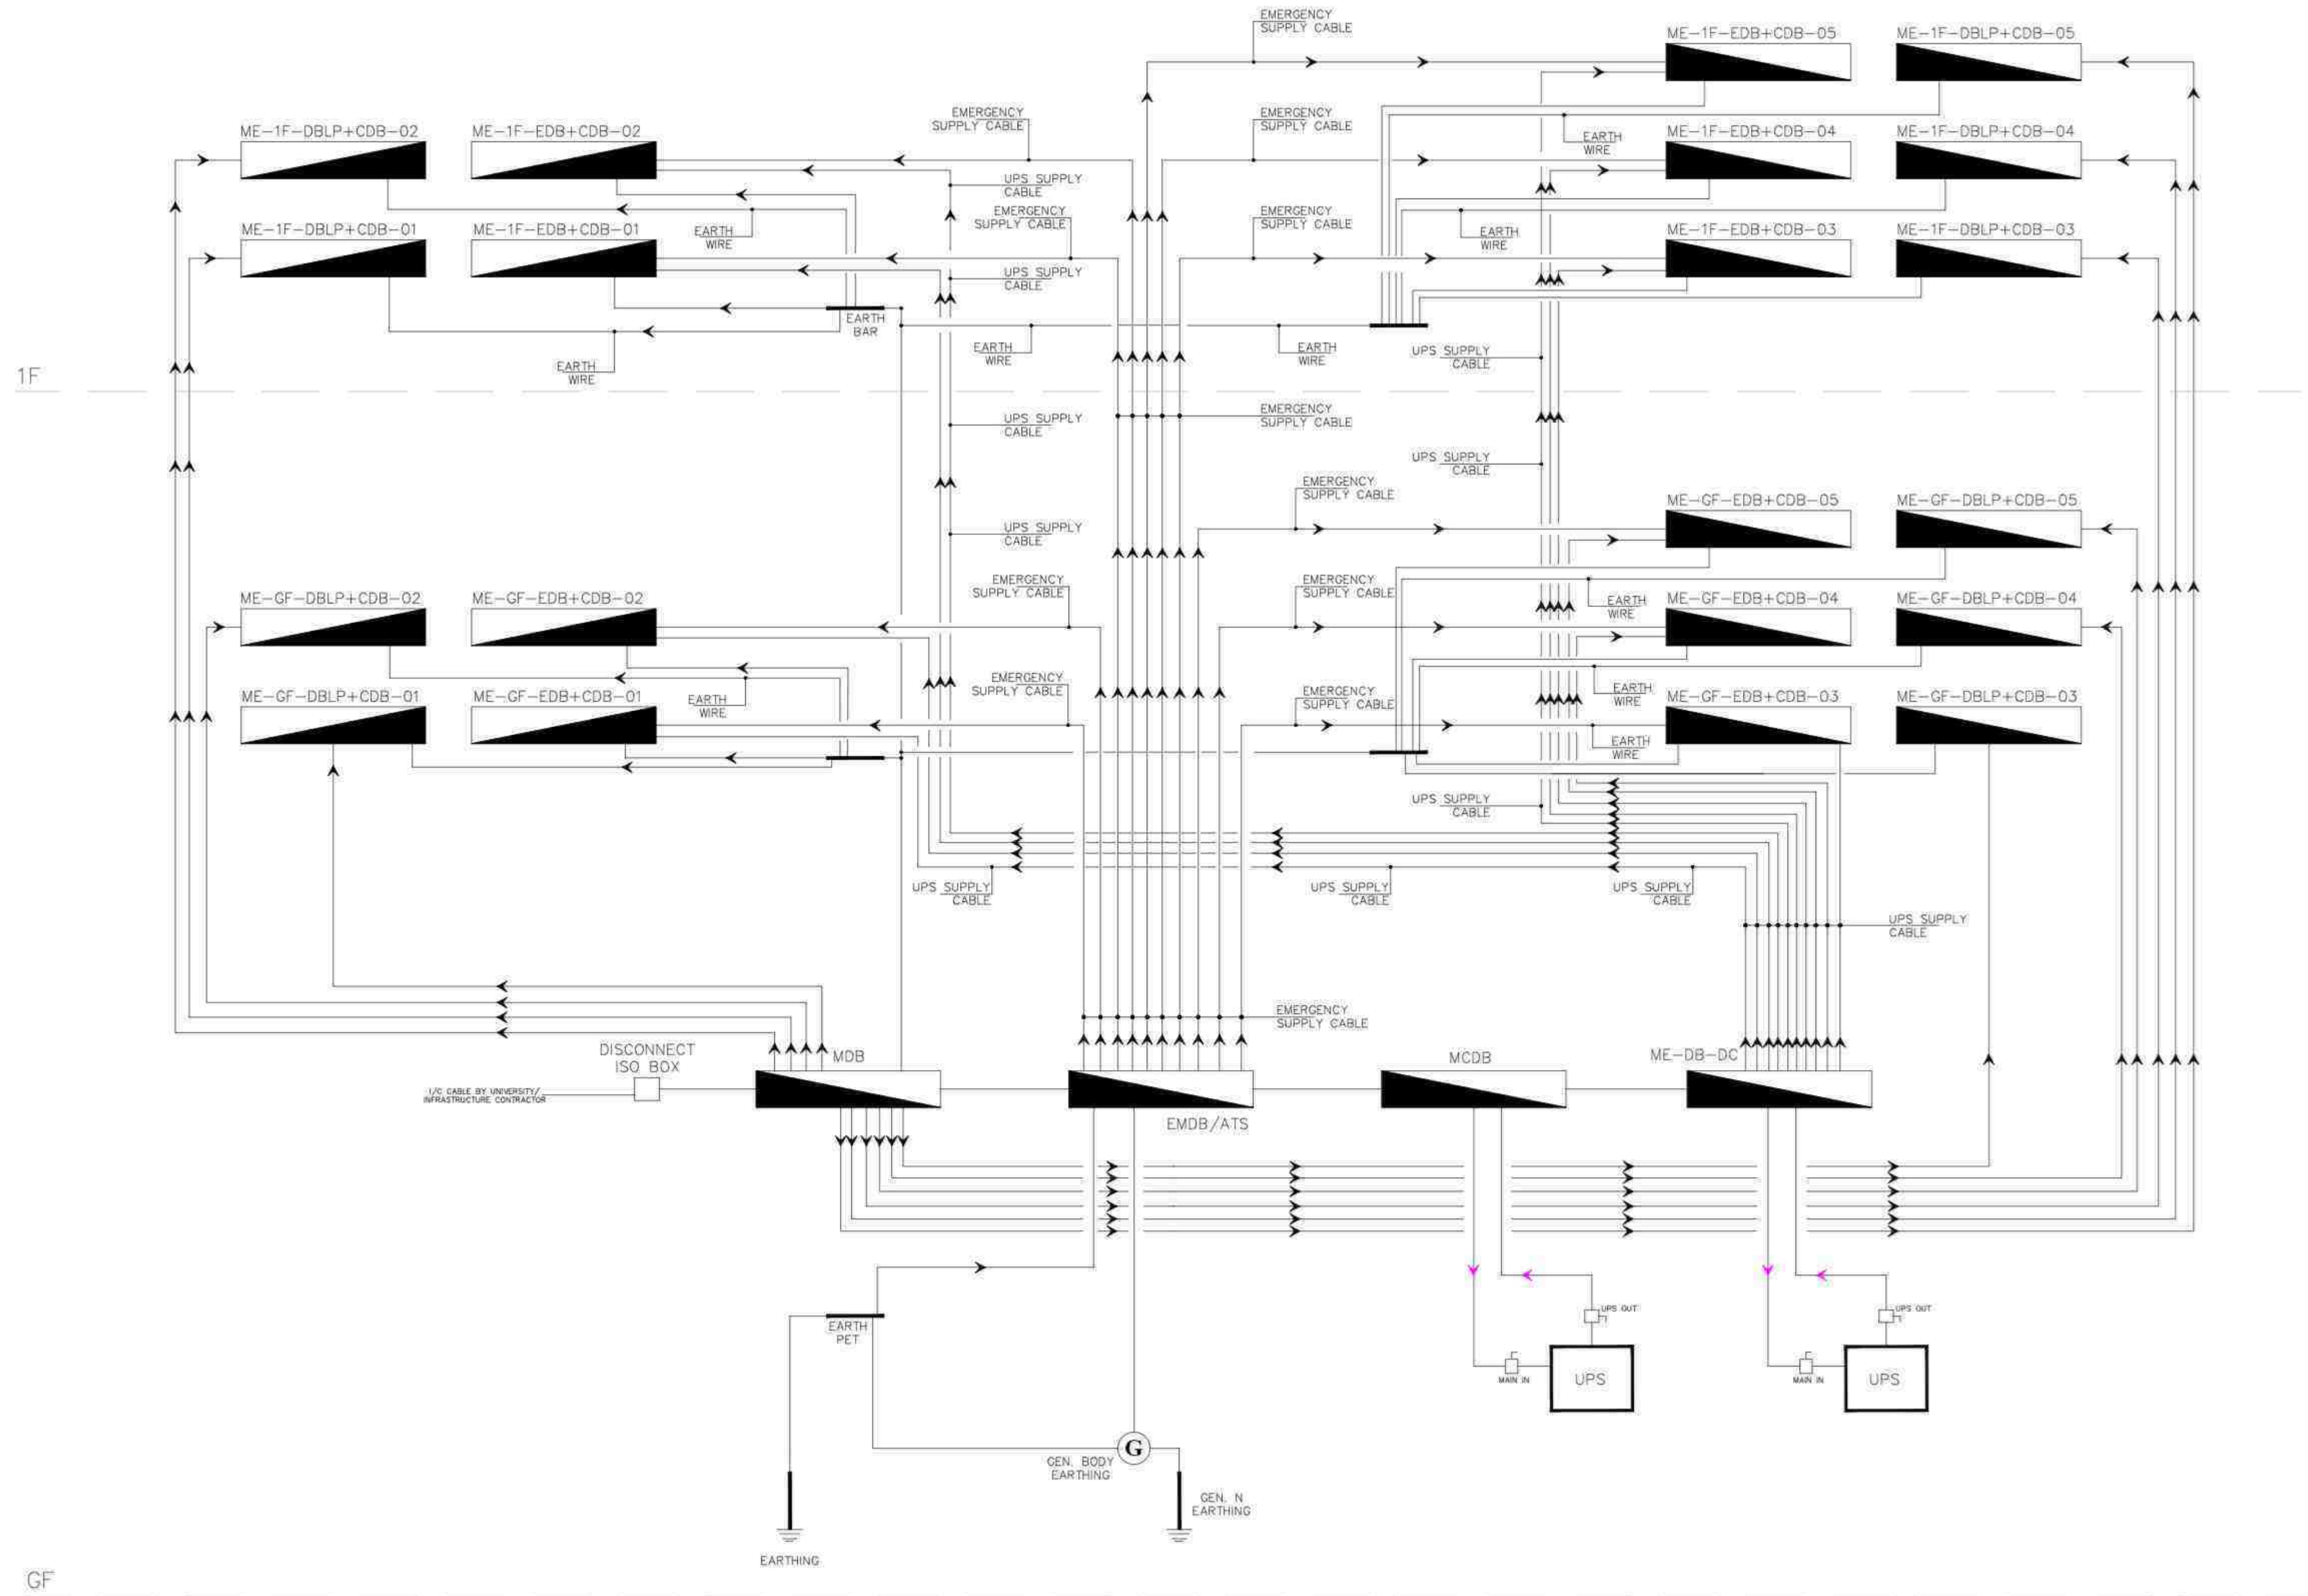 EMERGENCY
SUPPLY CABLE
ME-1F-EDB+CDB-05
ME-1F-DBLP+CDB-05
EMERGENCY
SUPPLY CABLE
EMERGENCY
SUPPLY CABLE
ME-1F-DBLP+CDB-02
ME-1F-EDB+CDB-02
ME-1F-EDB+CDB-04
ME-1F-DBLP+CDB-04
EARTH
WIRE
UPS SUPPLY
CABLE
EMERGENCY
SUPPLY CABLE
EMERGENCY
SUPPLY CABLE
ME-1F-DBLP+CDB-01
ME-1F-EDB+CDB-01
EARTH
WIRE
EARTH
WIRE
ME-1F-EDB+CDB-03
ME-1F-DBLP+CDB-03
UPS SUPPLY
CABLE
EARTH
BAR
EARTH
WIRE
EARTH
WIRE
UPS SUPPLY
CABLE
EARTH
WIRE
1F
EMERGENCY
SUPPLY CABLE
UPS SUPPLY
CABLE
UPS SUPPLY
CABLE
EMERGENCY
SUPPLY CABLE
ME-GF-EDB+CDB-05
ME-GF-DBLP+CDB-05
UPS SUPPLY
CABLE
EMERGENCY
SUPPLY CABLE
EMERGENCY
SUPPLY CABLE
ME-GF-DBLP+CDB-02
ME-GF-EDB+CDB-02
EARTH
WIRE
ME-GF-EDB+CDB-04
ME-GF-DBLP+CDB-04
EMERGENCY
SUPPLY CABLE
EMERGENCY
SUPPLY CABLE
EARTH
WIRE
ME-GF-DBLP+CDB-01
ME-GF-EDB+CDB-01
EARTH
WIRE
ME-GF-EDB+CDB-03
ME-GF-DBLP+CDB-03
EARTH
WIRE
UPS SUPPLY
CABLE
UPS SUPPLY
CABLE
UPS SUPPLY
CABLE
UPS SUPPLY
CABLE
UPS SUPPLY
CABLE
EMERGENCY
SUPPLY CABLE
DISCONNECT
ISO BOX
MDB
MCDB
ME-DB-DC
I/C CABLE BY UNIVERSITY/
INFRASTRUCTURE CONTRACTOR
EMDB/ATS
UPS OUT
UPS OUT
EARTH
PET
MAIN IN
UPS
MAIN IN
UPS
G
GEN. BODY
EARTHING
GEN. N
EARTHING
EARTHING
GF